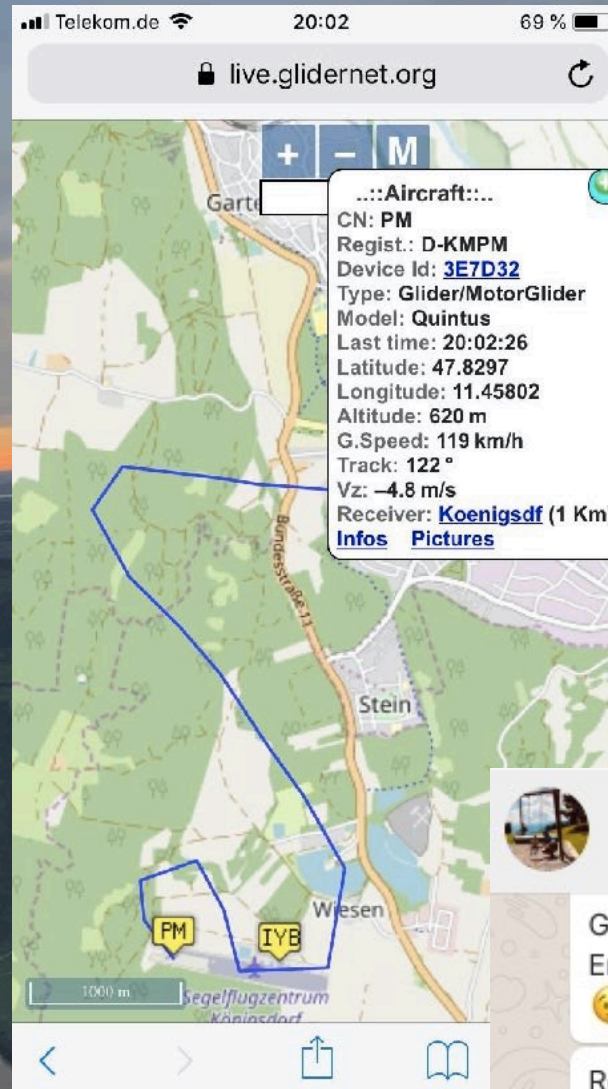 Telekom.de
20:02
69 %
live.glidernet.org
+ − M
Garte
..::Aircraft::...
CN: PM
Regist.: D-KMPM
Device Id: 3E7D32
Type: Glider/MotorGlider
Model: Quintus
Last time: 20:02:26
Latitude: 47.8297
Longitude: 11.45802
Altitude: 620 m
G.Speed: 119 km/h
Track: 122 °
Vz: −4.8 m/s
Receiver: Koenigsdf (1 Km
Infos Pictures
Bundesstraße 11
Stein
Wiesen
PM
IYB
1000 m
Segelflugzentrum
Königsdorf
G
E
R